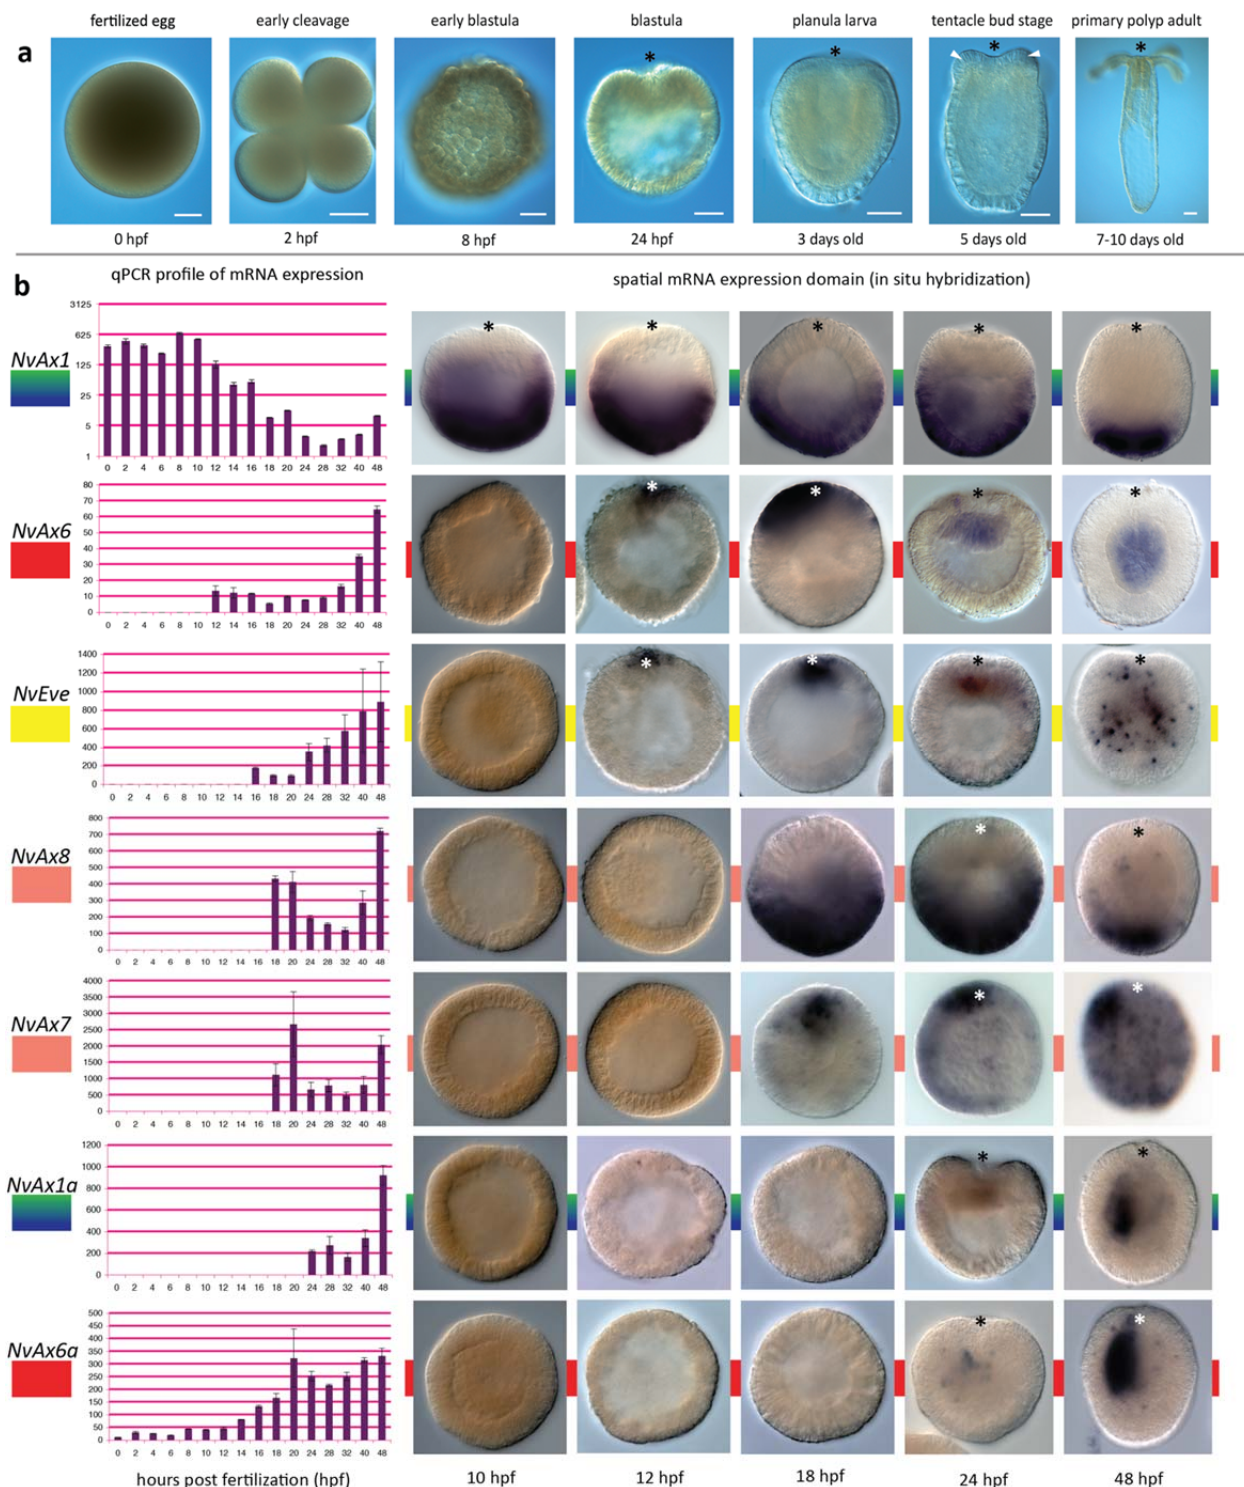 fertilized egg early cleavage early blastula blastula planula larva tentacle bud stage primary polyp adult
a
* * * *
0 hpf 2 hpf 8 hpf 24 hpf 3 days old 5 days old 7-10 days old
b
qPCR profile of mRNA expression spatial mRNA expression domain (in situ hybridization)
NvAx1
3125
625
125
25
5
1
0 2 4 6 8 10 12 14 16 18 20 24 28 32 40 48
* * * * *
NvAx6
80
70
60
50
40
30
20
10
0
0 2 4 6 8 10 12 14 16 18 20 24 28 32 40 48
* * * *
NvEve
1400
1200
1000
800
600
400
200
0
0 2 4 6 8 10 12 14 16 18 20 24 28 32 40 48
* * * *
NvAx8
800
700
600
500
400
300
200
100
0
0 2 4 6 8 10 12 14 16 18 20 24 28 32 40 48
* *
NvAx7
4000
3500
3000
2500
2000
1500
1000
500
0
0 2 4 6 8 10 12 14 16 18 20 24 28 32 40 48
* *
NvAx1a
1200
1000
800
600
400
200
0
0 2 4 6 8 10 12 14 16 18 20 24 28 32 40 48
* *
NvAx6a
500
450
400
350
300
250
200
150
100
50
0
0 2 4 6 8 10 12 14 16 18 20 24 28 32 40 48
* *
hours post fertilization (hpf) 10 hpf 12 hpf 18 hpf 24 hpf 48 hpf